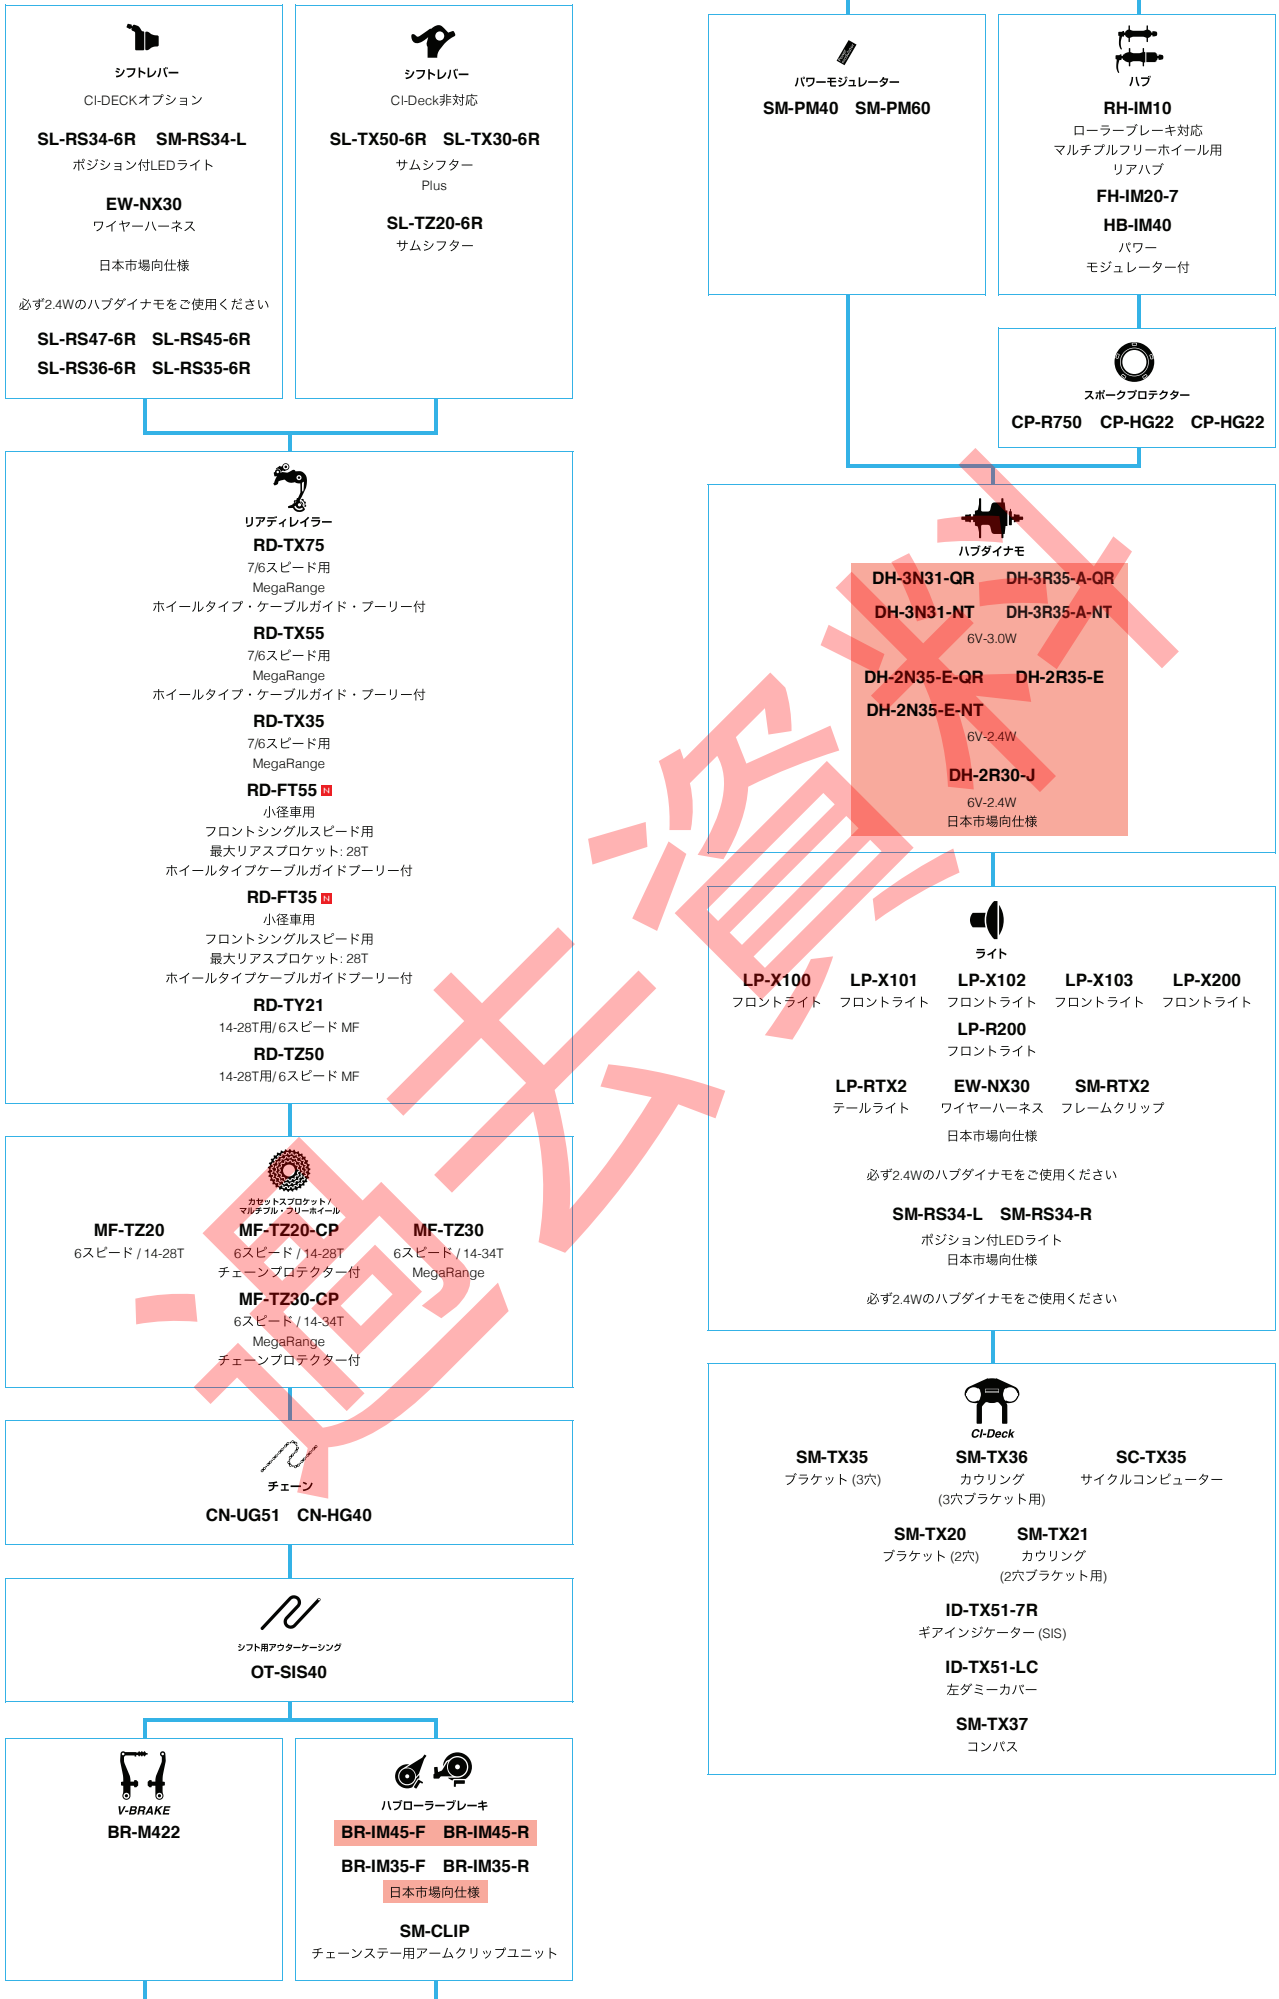 シフトレバー
CI-DECKオプション
SL-RS34-6R SM-RS34-L
ポジション付LEDライト
EW-NX30
ワイヤーハーネス
日本市場向仕様
必ず2.4Wのハブダイナモをご使用ください
SL-RS47-6R SL-RS45-6R
SL-RS36-6R SL-RS35-6R
シフトレバー
CI-Deck非対応
SL-TX50-6R SL-TX30-6R
サムシフター
Plus
SL-TZ20-6R
サムシフター
リアディレイラー
RD-TX75
7/6スピード用
MegaRange
ホイールタイプ・ケーブルガイド・プーリー付
RD-TX55
7/6スピード用
MegaRange
ホイールタイプ・ケーブルガイド・プーリー付
RD-TX35
7/6スピード用
MegaRange
RD-FT55 N
小径車用
フロントシングルスピード用
最大リアスプロケット: 28T
ホイールタイプケーブルガイドプーリー付
RD-FT35 N
小径車用
フロントシングルスピード用
最大リアスプロケット: 28T
ホイールタイプケーブルガイドプーリー付
RD-TY21
14-28T用/ 6スピード MF
RD-TZ50
14-28T用/ 6スピード MF
カセットスプロケット /
マルチプル・フリーホイール
MF-TZ20 MF-TZ20-CP MF-TZ30
6スピード / 14-28T 6スピード / 14-28T 6スピード / 14-34T
チェーンプロテクター付 MegaRange
MF-TZ30-CP
6スピード / 14-34T
MegaRange
チェーンプロテクター付
チェーン
CN-UG51 CN-HG40
シフト用アウターケーシング
OT-SIS40
V-BRAKE
BR-M422
ハブローラーブレーキ
BR-IM45-F BR-IM45-R
BR-IM35-F BR-IM35-R
日本市場向仕様
SM-CLIP
チェーンステー用アームクリップユニット
パワーモジュレーター
SM-PM40 SM-PM60
ハブ
RH-IM10
ローラーブレーキ対応
マルチプルフリーホイール用
リアハブ
FH-IM20-7
HB-IM40
パワー
モジュレーター付
スポークプロテクター
CP-R750 CP-HG22 CP-HG22
ハブダイナモ
DH-3N31-QR DH-3R35-A-QR
DH-3N31-NT DH-3R35-A-NT
6V-3.0W
DH-2N35-E-QR DH-2R35-E
DH-2N35-E-NT
6V-2.4W
DH-2R30-J
6V-2.4W
日本市場向仕様
ライト
LP-X100 LP-X101 LP-X102 LP-X103 LP-X200
フロントライト フロントライト フロントライト フロントライト フロントライト
LP-R200
フロントライト
LP-RTX2 EW-NX30 SM-RTX2
テールライト ワイヤーハーネス フレームクリップ
日本市場向仕様
必ず2.4Wのハブダイナモをご使用ください
SM-RS34-L SM-RS34-R
ポジション付LEDライト
日本市場向仕様
必ず2.4Wのハブダイナモをご使用ください
CI-Deck
SM-TX35 SM-TX36 SC-TX35
ブラケット (3穴) カウリング サイクルコンピューター
(3穴ブラケット用)
SM-TX20 SM-TX21
ブラケット (2穴) カウリング
(2穴ブラケット用)
ID-TX51-7R
ギアインジケーター (SIS)
ID-TX51-LC
左ダミーカバー
SM-TX37
コンパス
過去資料